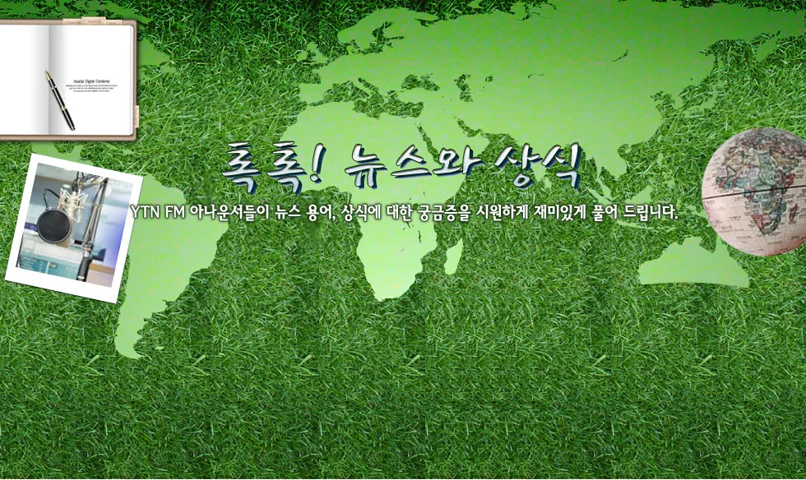 톡톡! 뉴스와 상식
YTN FM 아나운서들이 뉴스 용어, 상식에 대한 궁금증을 시원하게 재미있게 풀어 드립니다.